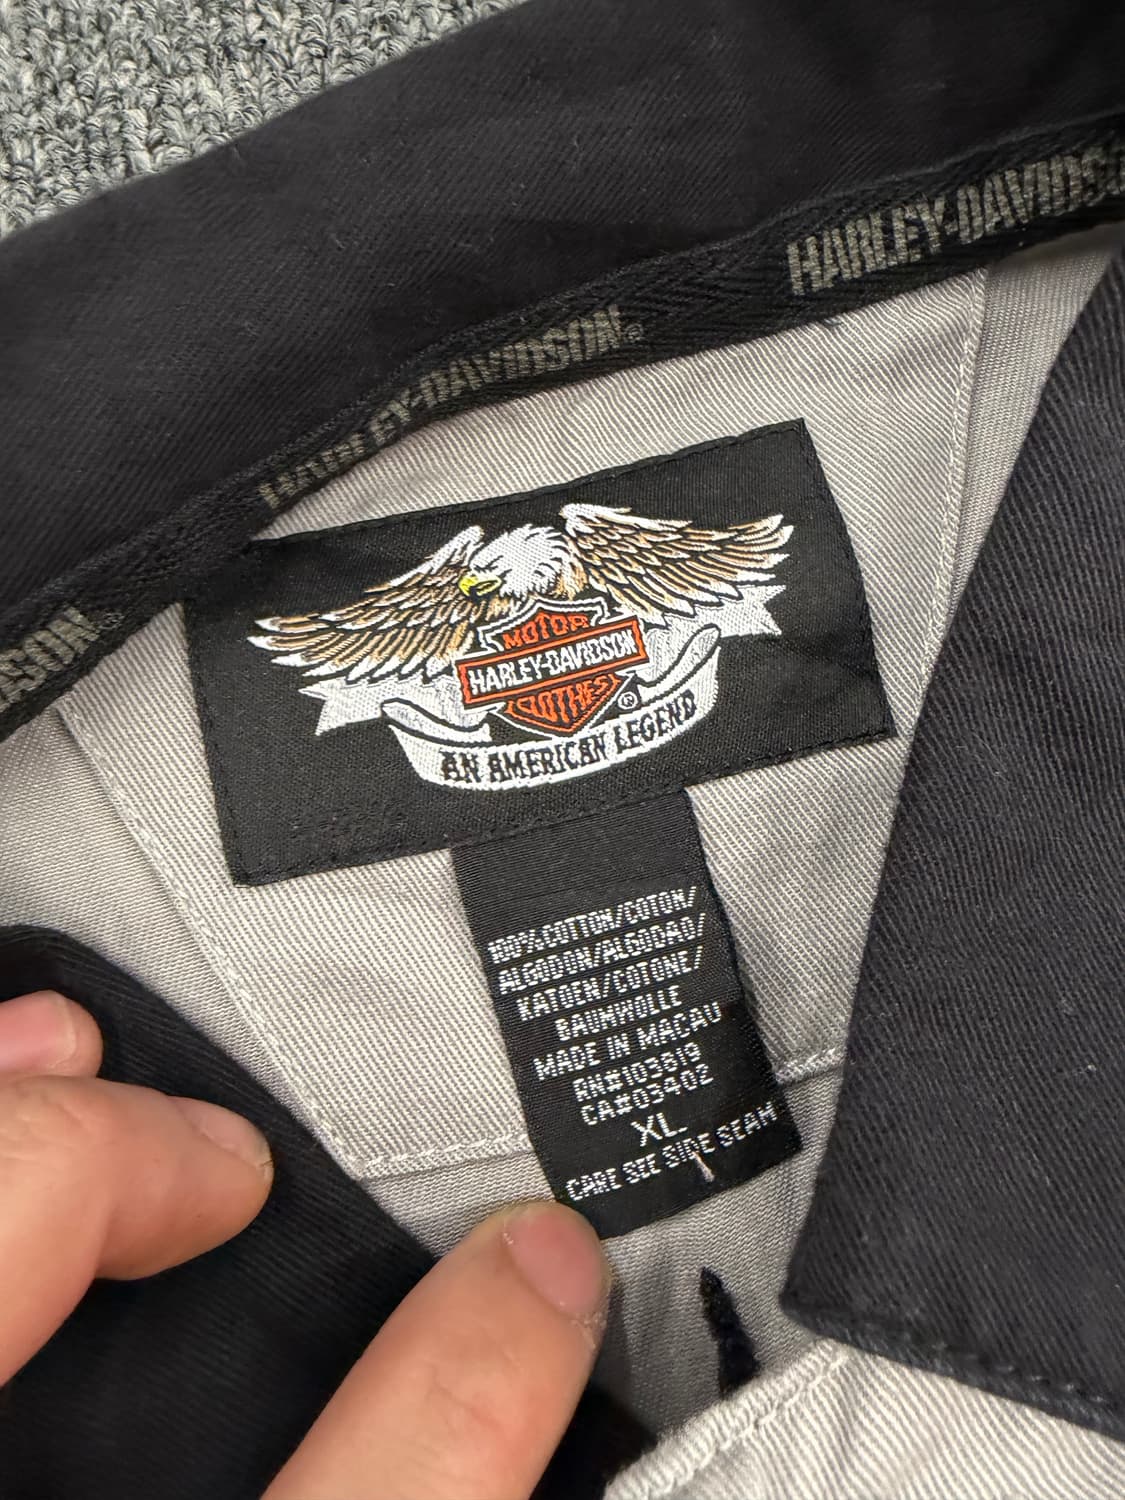 HARLEY-DAVIDSON
HARLEY-DAVIDSON®
DSON®
MOTOR
HARLEY-DAVIDSON
CLOTHES
®
AN AMERICAN LEGEND
100% COTTON/COTON/
ALGODON/ALGODAO/
KATOEN/COTONE/
BAUMWOLLE
MADE IN MACAU
RN#103819
CA#03402
XL
CARE SEE SIDE SEAM